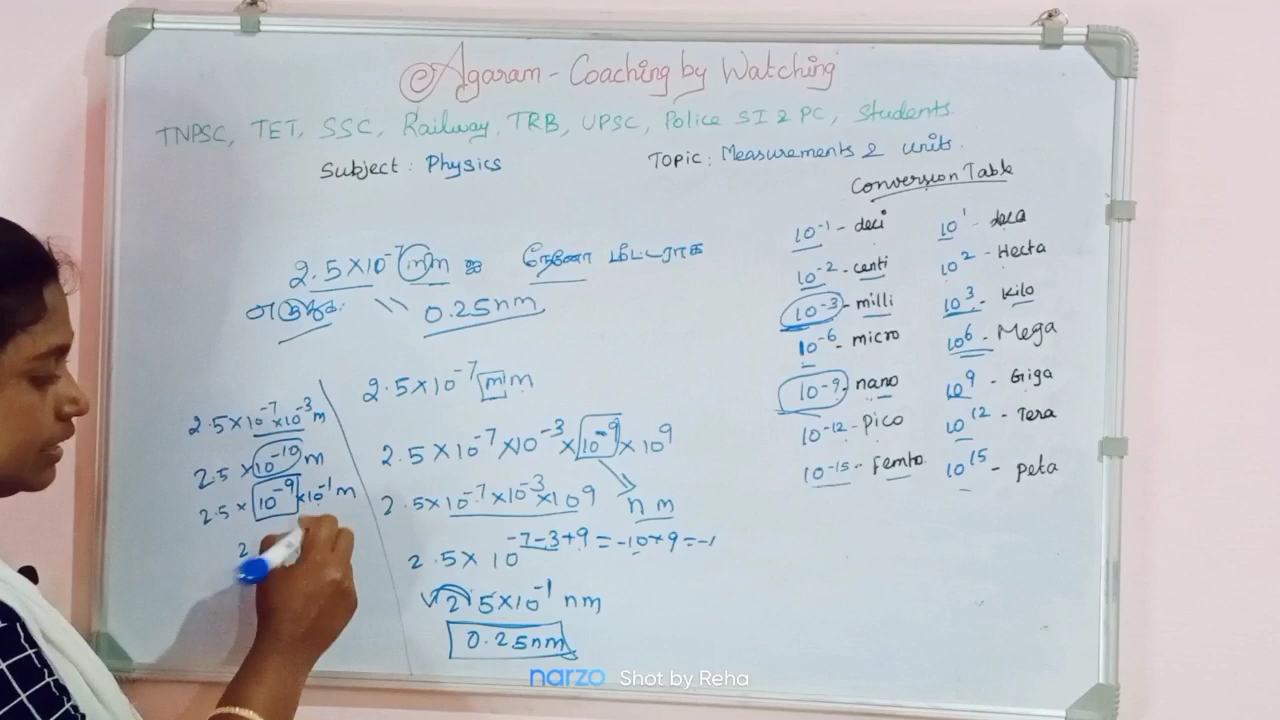 @Agaram - Coaching by Watching
TNPSC, TET, SSC, Railway, TRB, UPSC, Police SI & PC, Students.
Subject : Physics
Topic : Measurements & units.
Conversion Table
10⁻¹ - deci
10⁻² - centi
10⁻³ - milli
10⁻⁶ - micro
10⁻⁹ - nano
10⁻¹² - Pico
10⁻¹⁵ - Femto
10¹ - deca
10² - Hecta
10³ - Kilo
10⁶ - Mega
10⁹ - Giga
10¹² - Tera
10¹⁵ - peta
2.5×10⁻⁷ mm ஐ நேனோ மீட்டராக
எழுதுக. 0.25nm
2.5×10⁻⁷×10⁻³m
2.5×10⁻¹⁰ m
2.5×10⁻⁹×10⁻¹m
2
2.5×10⁻⁷ mm
2.5×10⁻⁷×10⁻³×10⁻⁹×10⁹
2.5×10⁻⁷×10⁻³×10⁹ nm
2.5×10⁻⁷⁻³⁺⁹ = -10+9 = -1
2.5×10⁻¹ nm
0.25nm
narzo Shot by Reha